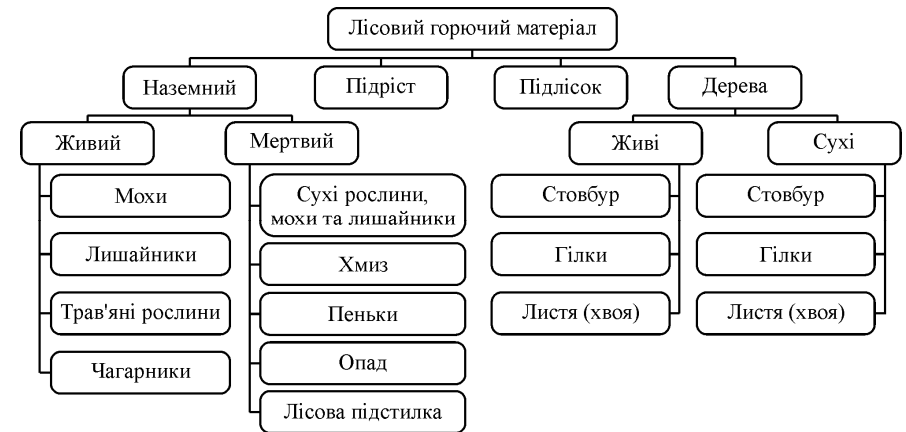 Лісовий горючий матеріал
Наземний
Підріст
Підлісок
Дерева
Живий
Мертвий
Живі
Сухі
Мохи
Лишайники
Трав'яні рослини
Чагарники
Сухі рослини,
мохи та лишайники
Хмиз
Пеньки
Опад
Лісова підстилка
Стовбур
Гілки
Листя (хвоя)
Стовбур
Гілки
Листя (хвоя)